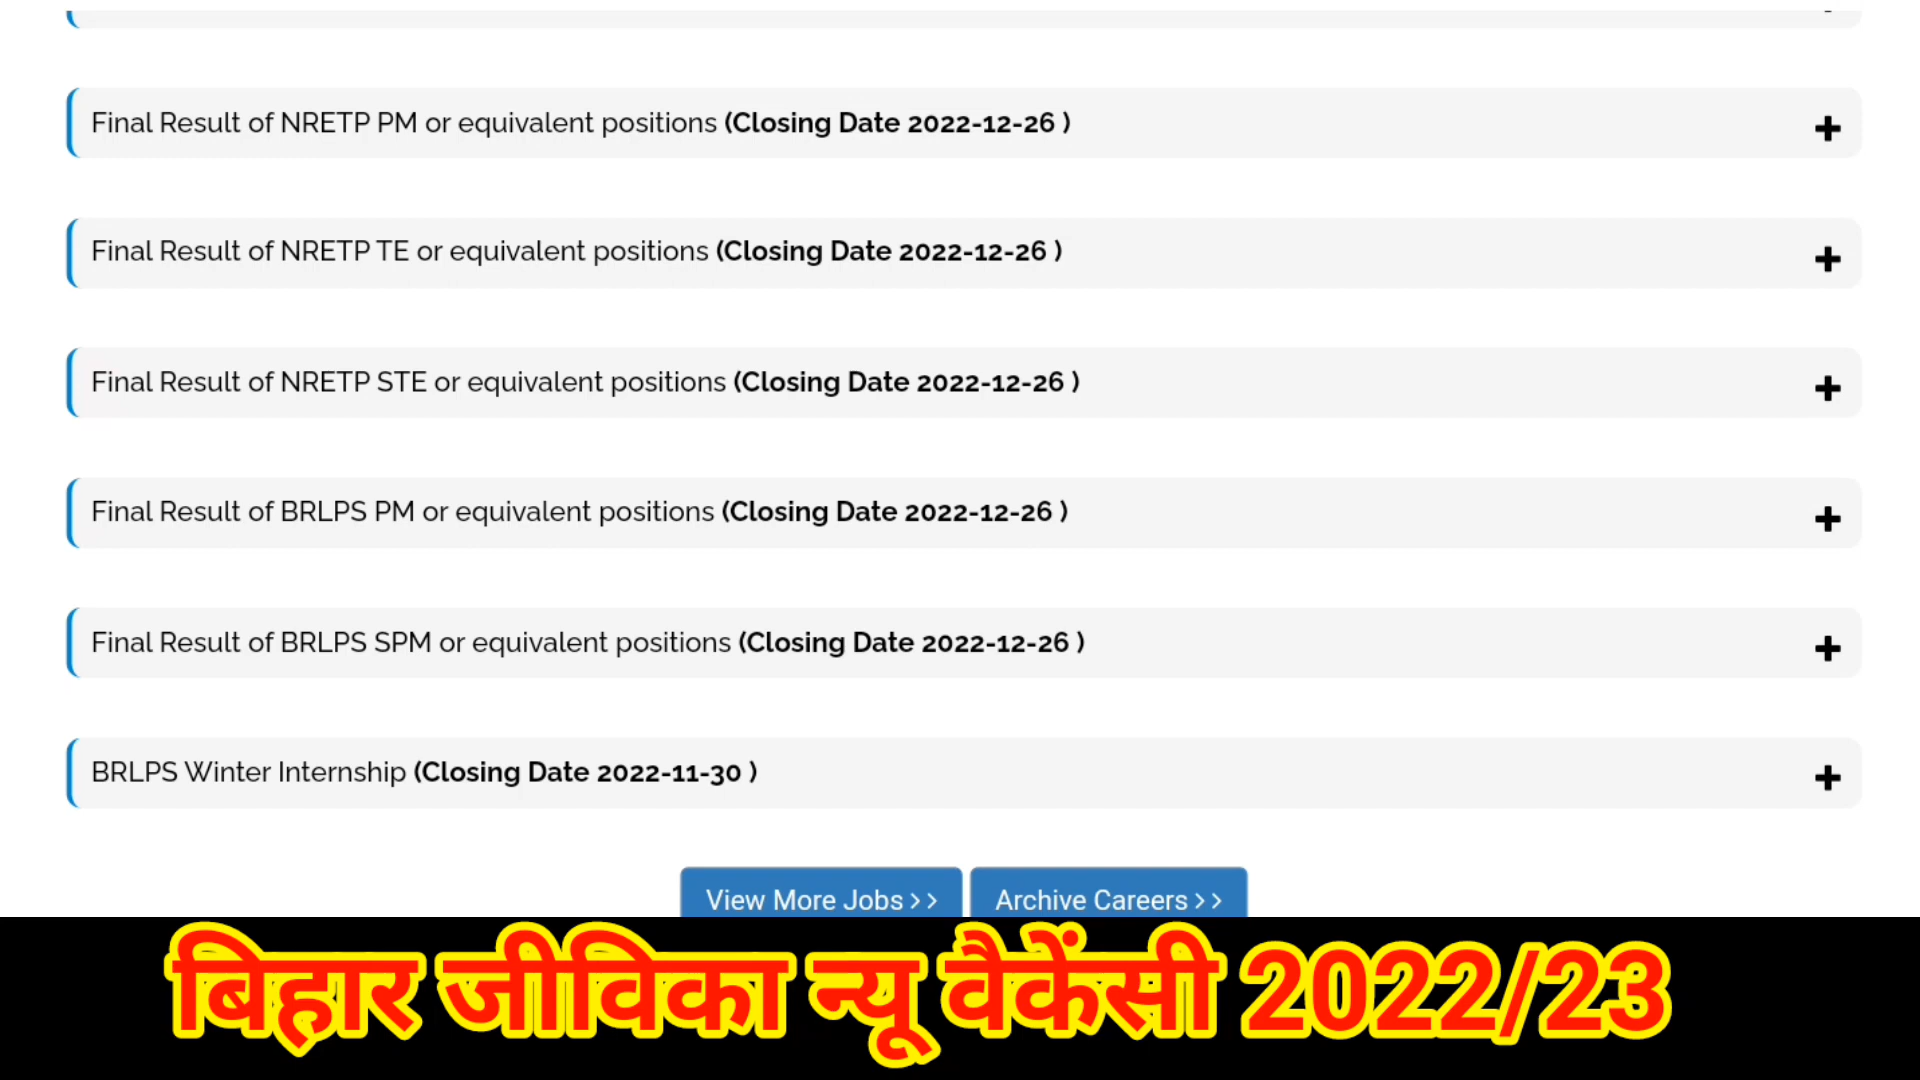 Final Result of NRETP PM or equivalent positions (Closing Date 2022-12-26 )
Final Result of NRETP TE or equivalent positions (Closing Date 2022-12-26 )
Final Result of NRETP STE or equivalent positions (Closing Date 2022-12-26 )
Final Result of BRLPS PM or equivalent positions (Closing Date 2022-12-26 )
Final Result of BRLPS SPM or equivalent positions (Closing Date 2022-12-26 )
BRLPS Winter Internship (Closing Date 2022-11-30 )
View More Jobs >> Archive Careers >>
बिहार जीविका न्यू वैकेंसी 2022/23